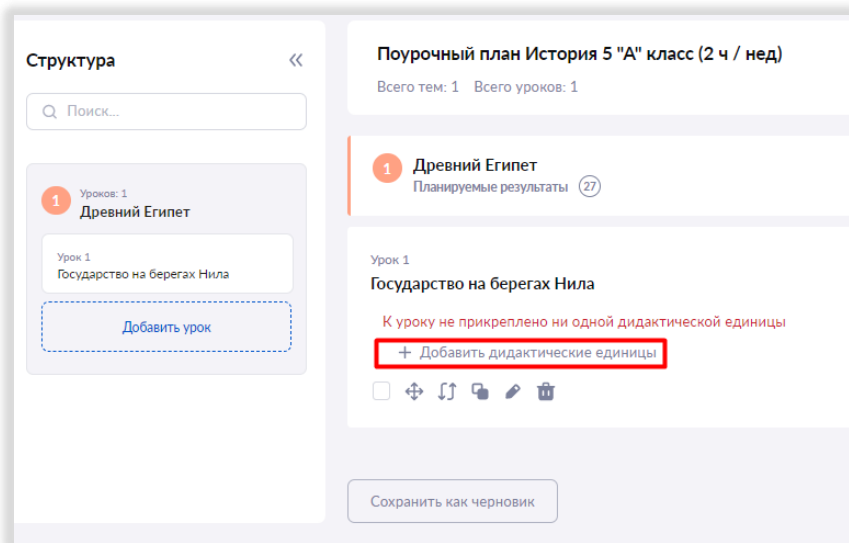 Структура
Поиск...
1
Уроков: 1
Древний Египет
Урок 1
Государство на берегах Нила
Добавить урок
Поурочный план История 5 "А" класс (2 ч / нед)
Всего тем: 1 Всего уроков: 1
1
Древний Египет
Планируемые результаты 27
Урок 1
Государство на берегах Нила
К уроку не прикреплено ни одной дидактической единицы
+ Добавить дидактические единицы
Сохранить как черновик